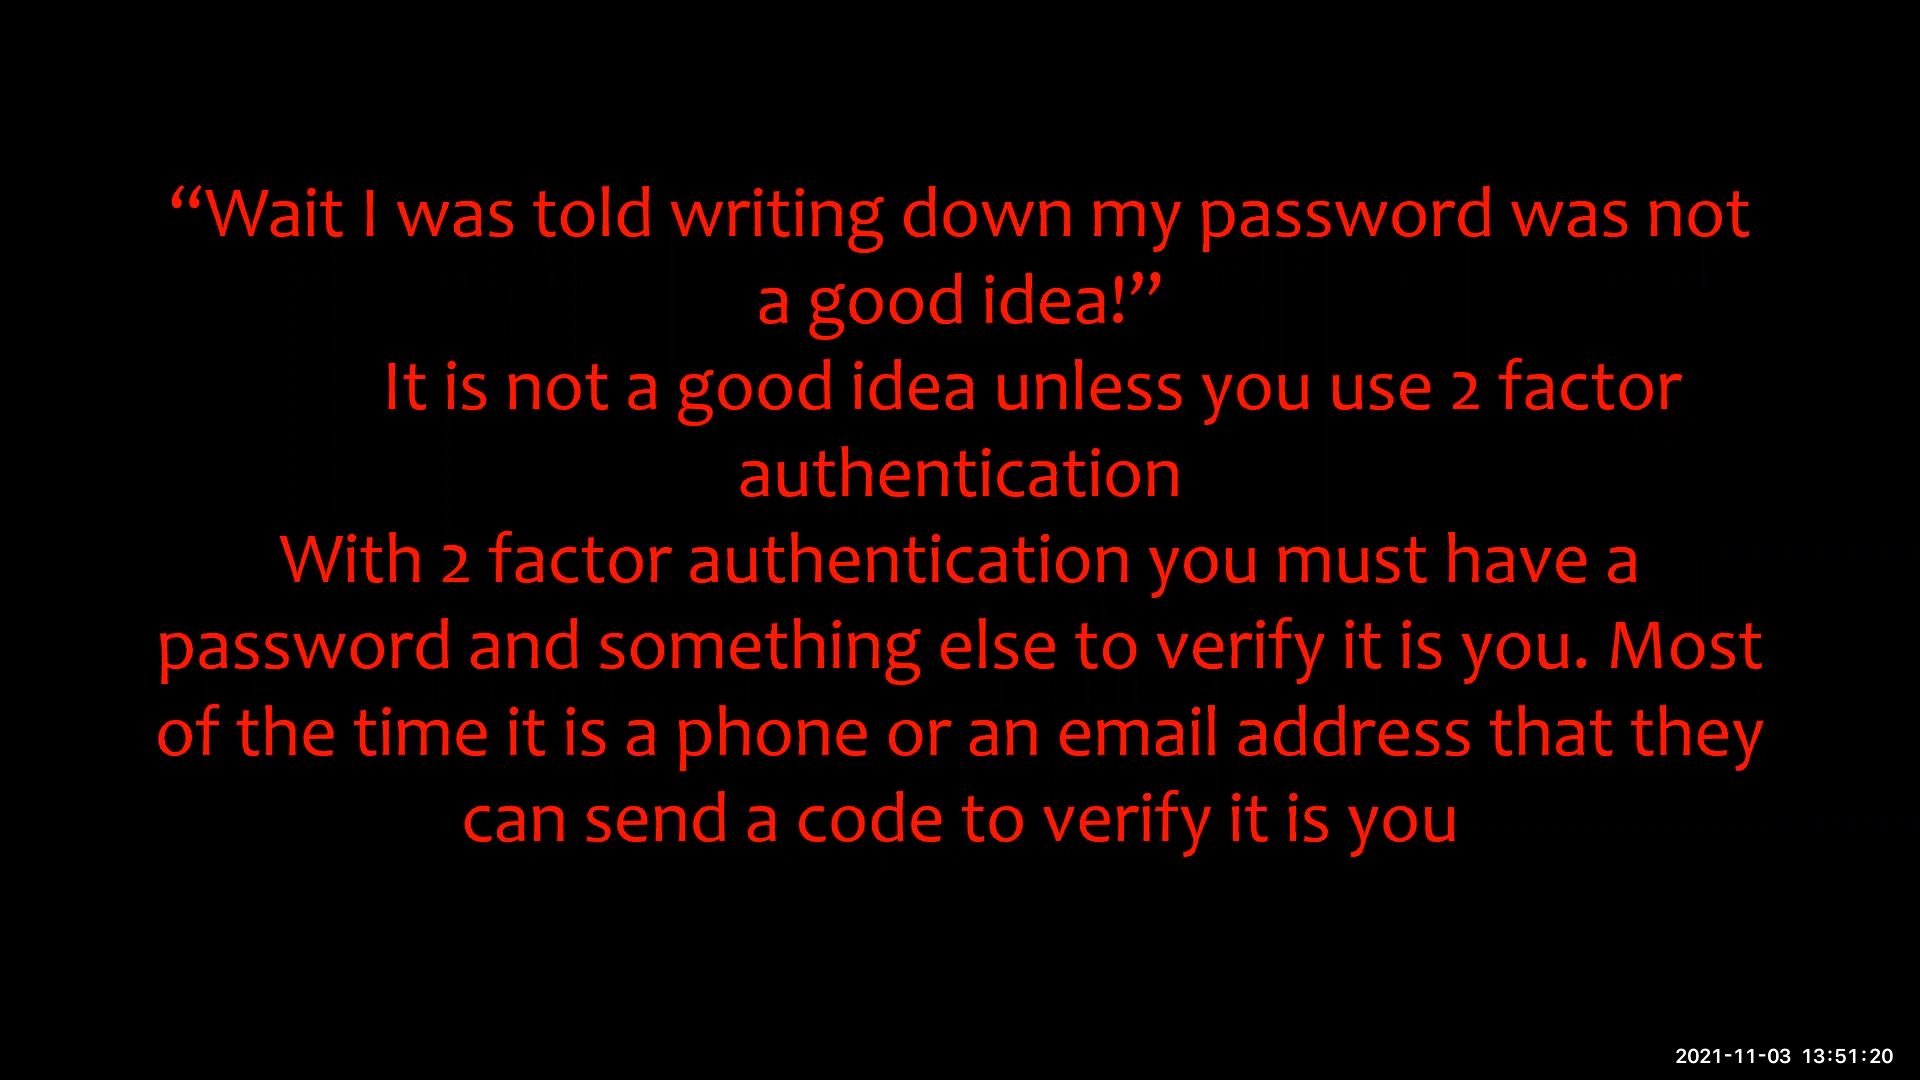 “Wait I was told writing down my password was not
a good idea!”
It is not a good idea unless you use 2 factor
authentication
With 2 factor authentication you must have a
password and something else to verify it is you. Most
of the time it is a phone or an email address that they
can send a code to verify it is you
2021-11-03 13:51:20